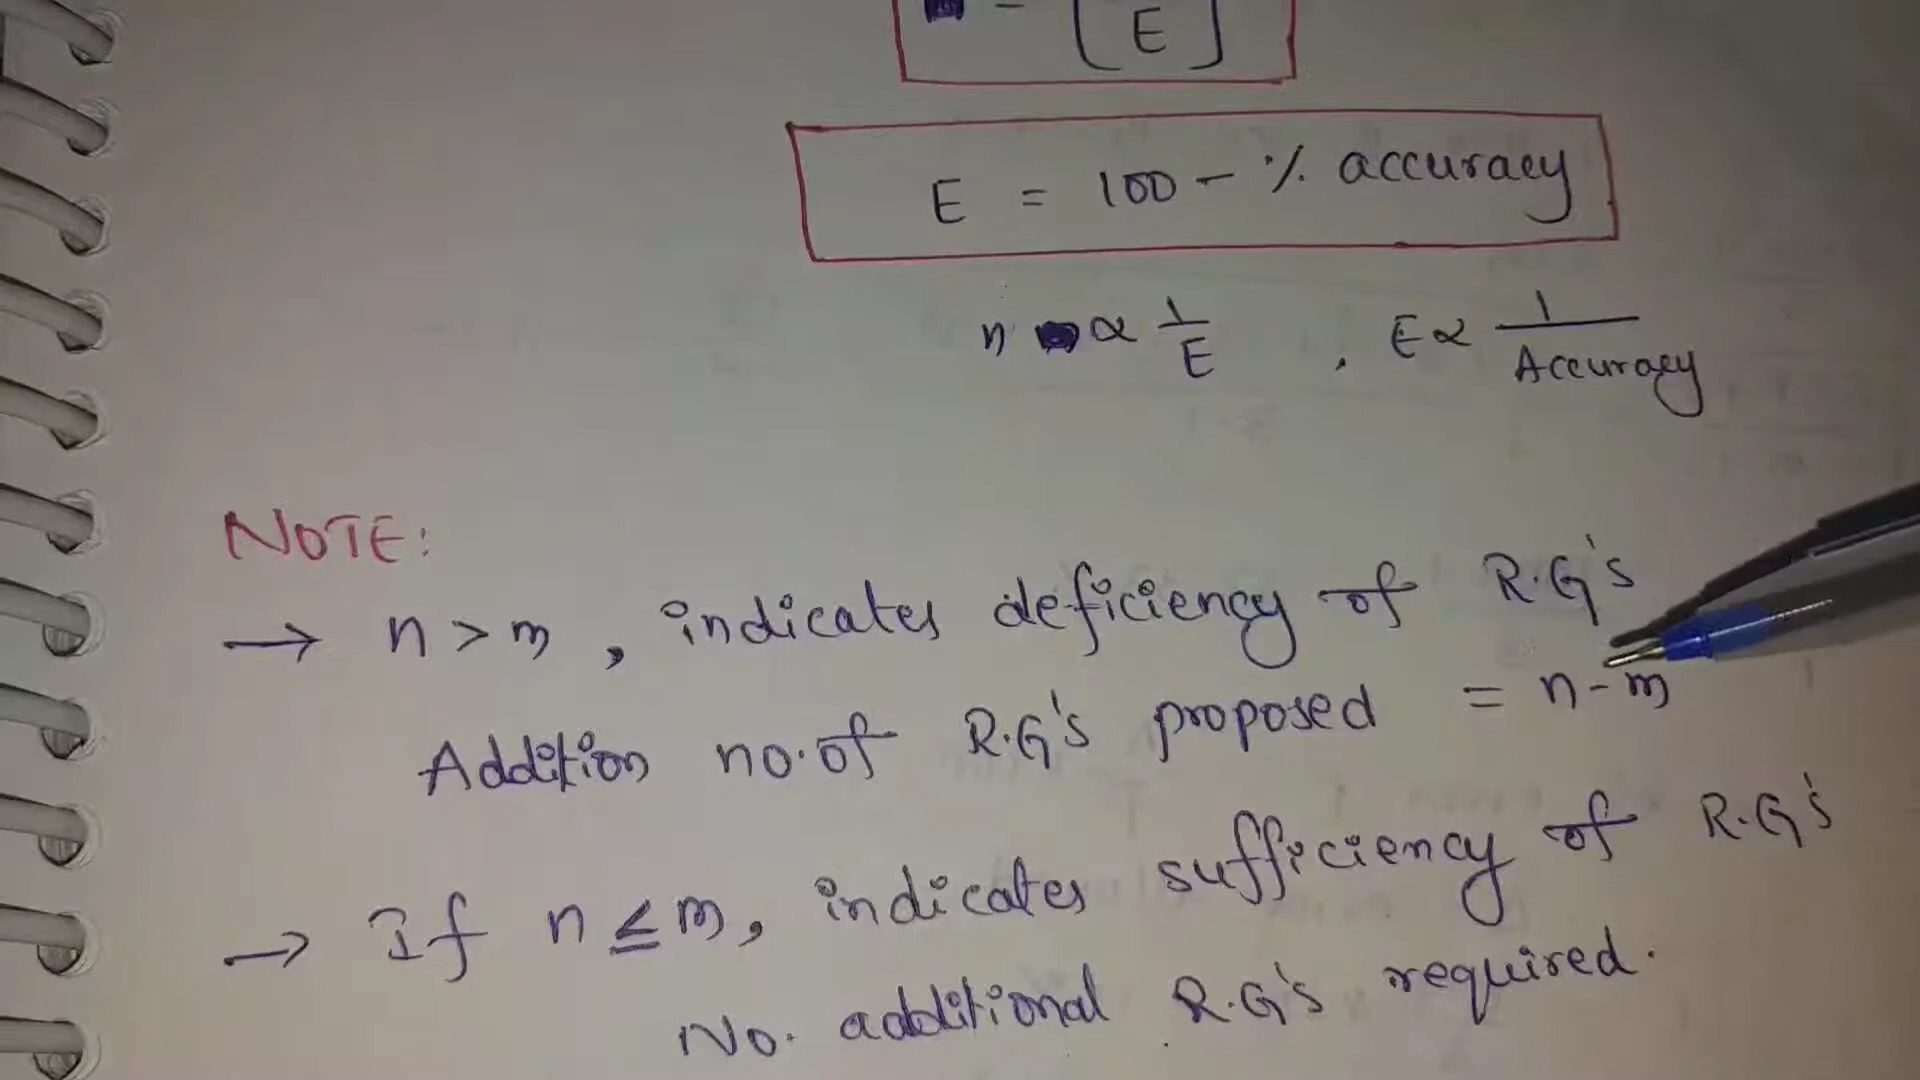 E
E = 100 - % accuracy
n ∝ 1/E , E ∝ 1/Accuracy
NOTE:
→ n > m , indicates deficiency of R.G's
Addition no. of R.G's proposed = n - m
→ If n ≤ m, indicates sufficiency of R.G's
No. additional R.G's required.